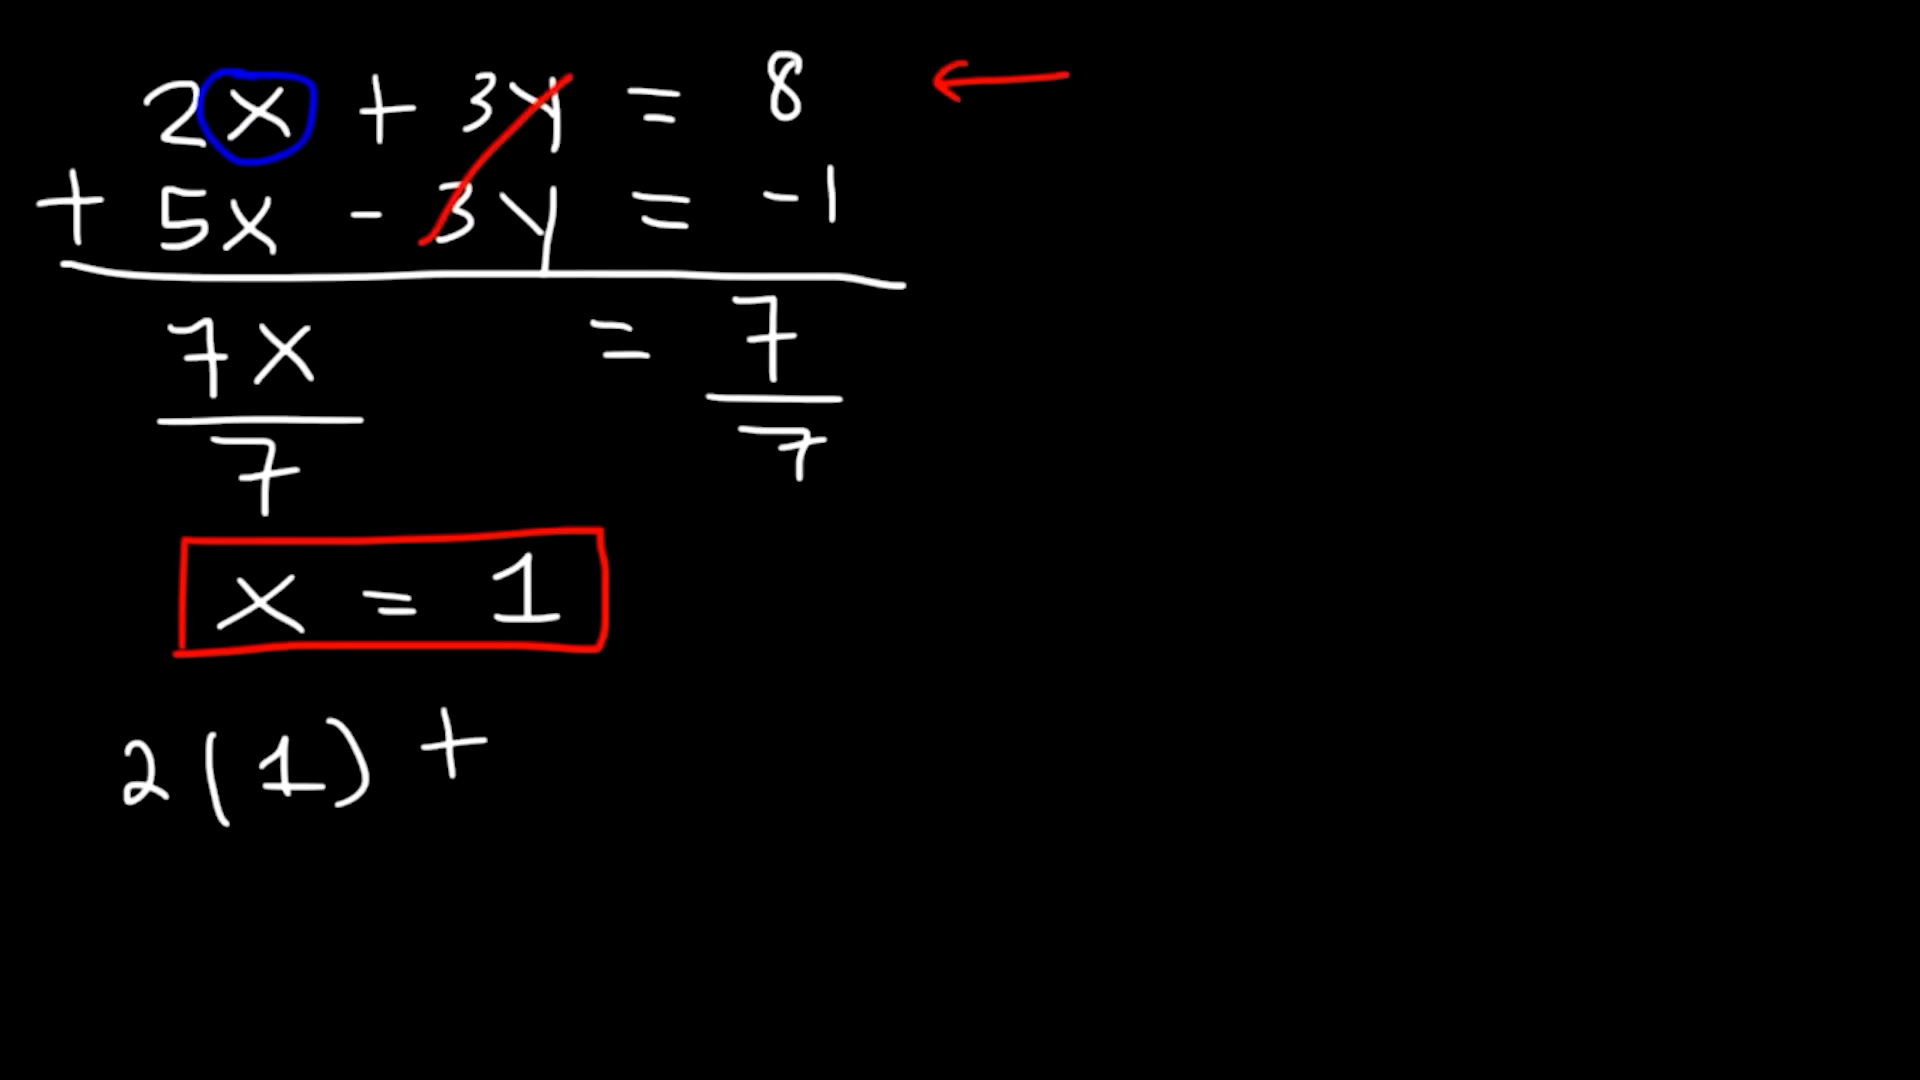 2x + 3y = 8
+ 5x - 3y = -1
7x = 7
7 7
x = 1
2(1) +